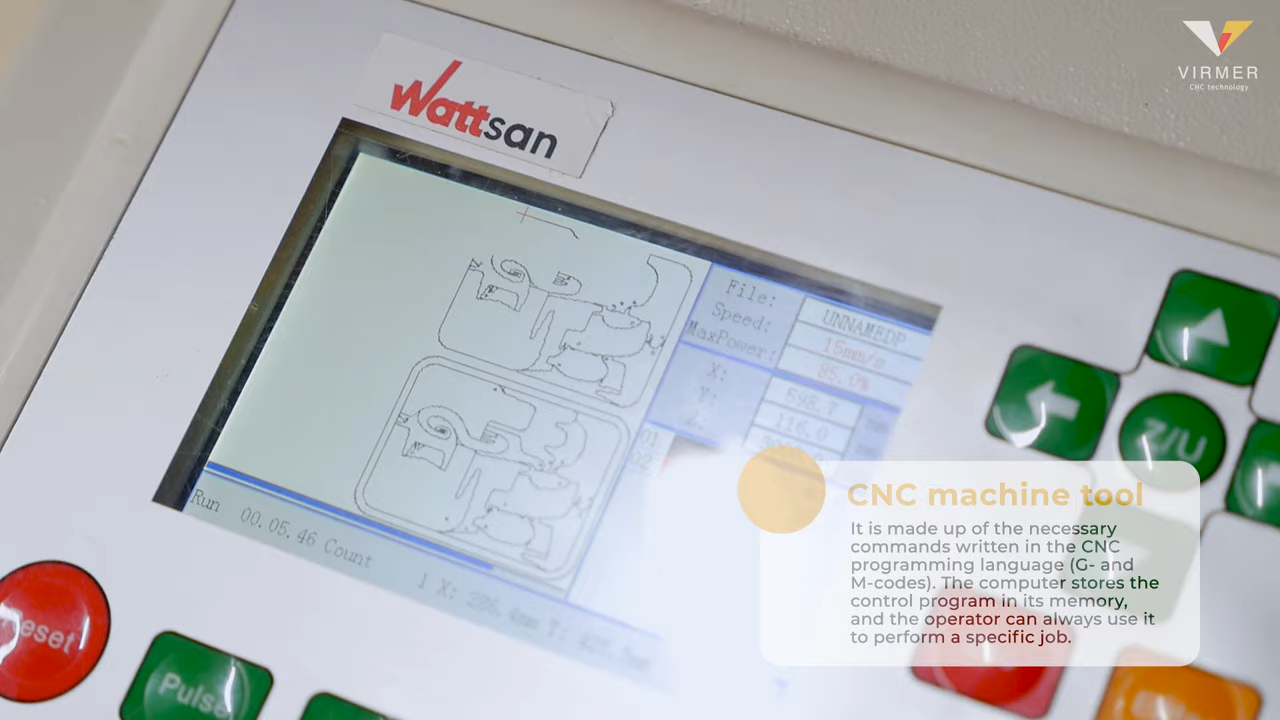 VIRMER
CNC technology
Wattsan
File: UNNAMEDP
Speed: 15mm/s
MaxPower: 85.0%
X: 598.7
Y: 116.0
Z/U
Run 00.05.46 Count 1 X:
Reset
Pulse
CNC machine tool
It is made up of the necessary
commands written in the CNC
programming language (G- and
M-codes). The computer stores the
control program in its memory,
and the operator can always use it
to perform a specific job.